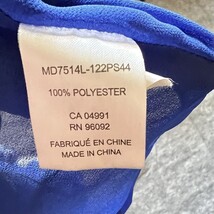 MD7514L-122PS44
100% POLYESTER
CA 04991
RN 96092
FABRIQUÉ EN CHINE
MADE IN CHINA